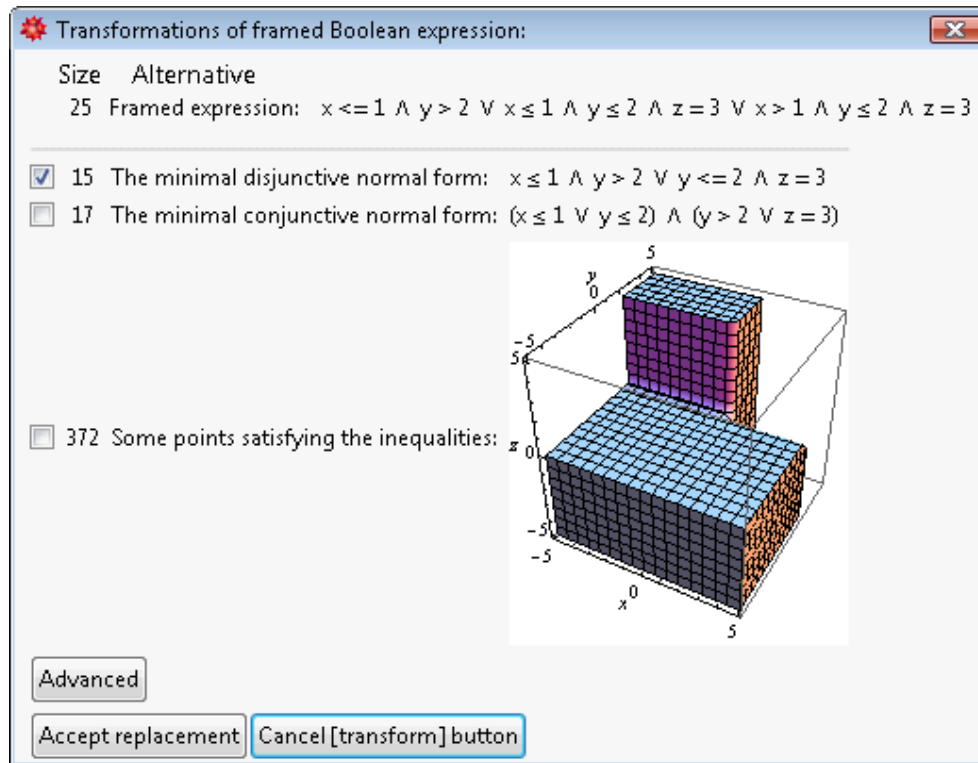 Transformations of framed Boolean expression:
Size Alternative
25 Framed expression: x <= 1 ∧ y > 2 ∨ x ≤ 1 ∧ y ≤ 2 ∧ z = 3 ∨ x > 1 ∧ y ≤ 2 ∧ z = 3
15 The minimal disjunctive normal form: x ≤ 1 ∧ y > 2 ∨ y <= 2 ∧ z = 3
17 The minimal conjunctive normal form: (x ≤ 1 ∨ y ≤ 2) ∧ (y > 2 ∨ z = 3)
5
y
0
-5
5
372 Some points satisfying the inequalities:
z 0
-5
-5
x 0
5
Advanced
Accept replacement Cancel [transform] button